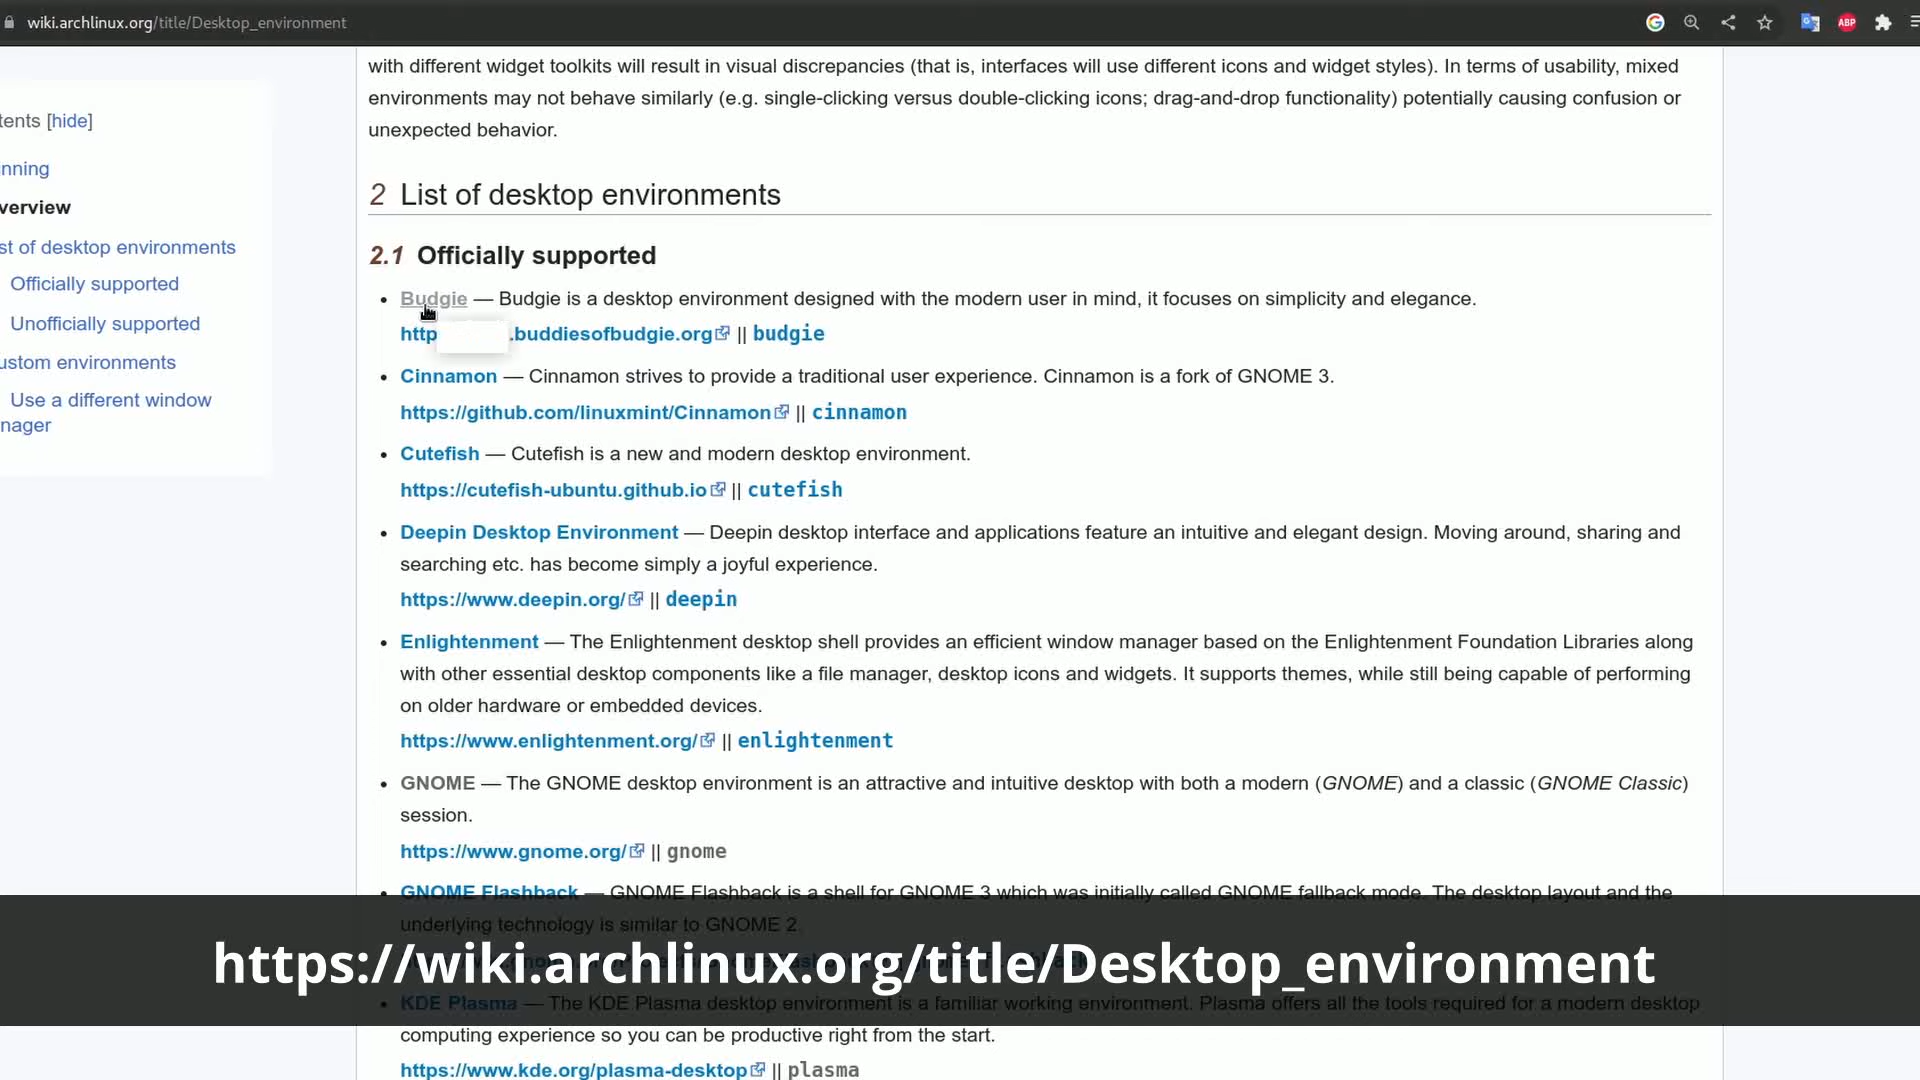 wiki.archlinux.org/title/Desktop_environment
ABP
with different widget toolkits will result in visual discrepancies (that is, interfaces will use different icons and widget styles). In terms of usability, mixed
environments may not behave similarly (e.g. single-clicking versus double-clicking icons; drag-and-drop functionality) potentially causing confusion or
unexpected behavior.
tents [hide]
nning
verview
st of desktop environments
Officially supported
Unofficially supported
ustom environments
Use a different window
nager
2 List of desktop environments
2.1 Officially supported
• Budgie — Budgie is a desktop environment designed with the modern user in mind, it focuses on simplicity and elegance.
http .buddiesofbudgie.org || budgie
• Cinnamon — Cinnamon strives to provide a traditional user experience. Cinnamon is a fork of GNOME 3.
https://github.com/linuxmint/Cinnamon || cinnamon
• Cutefish — Cutefish is a new and modern desktop environment.
https://cutefish-ubuntu.github.io || cutefish
• Deepin Desktop Environment — Deepin desktop interface and applications feature an intuitive and elegant design. Moving around, sharing and
searching etc. has become simply a joyful experience.
https://www.deepin.org/ || deepin
• Enlightenment — The Enlightenment desktop shell provides an efficient window manager based on the Enlightenment Foundation Libraries along
with other essential desktop components like a file manager, desktop icons and widgets. It supports themes, while still being capable of performing
on older hardware or embedded devices.
https://www.enlightenment.org/ || enlightenment
• GNOME — The GNOME desktop environment is an attractive and intuitive desktop with both a modern (GNOME) and a classic (GNOME Classic)
session.
https://www.gnome.org/ || gnome
• GNOME Flashback — GNOME Flashback is a shell for GNOME 3 which was initially called GNOME fallback mode. The desktop layout and the
underlying technology is similar to GNOME 2.
https://wiki.archlinux.org/title/Desktop_environment
• KDE Plasma — The KDE Plasma desktop environment is a familiar working environment. Plasma offers all the tools required for a modern desktop
computing experience so you can be productive right from the start.
https://www.kde.org/plasma-desktop || plasma